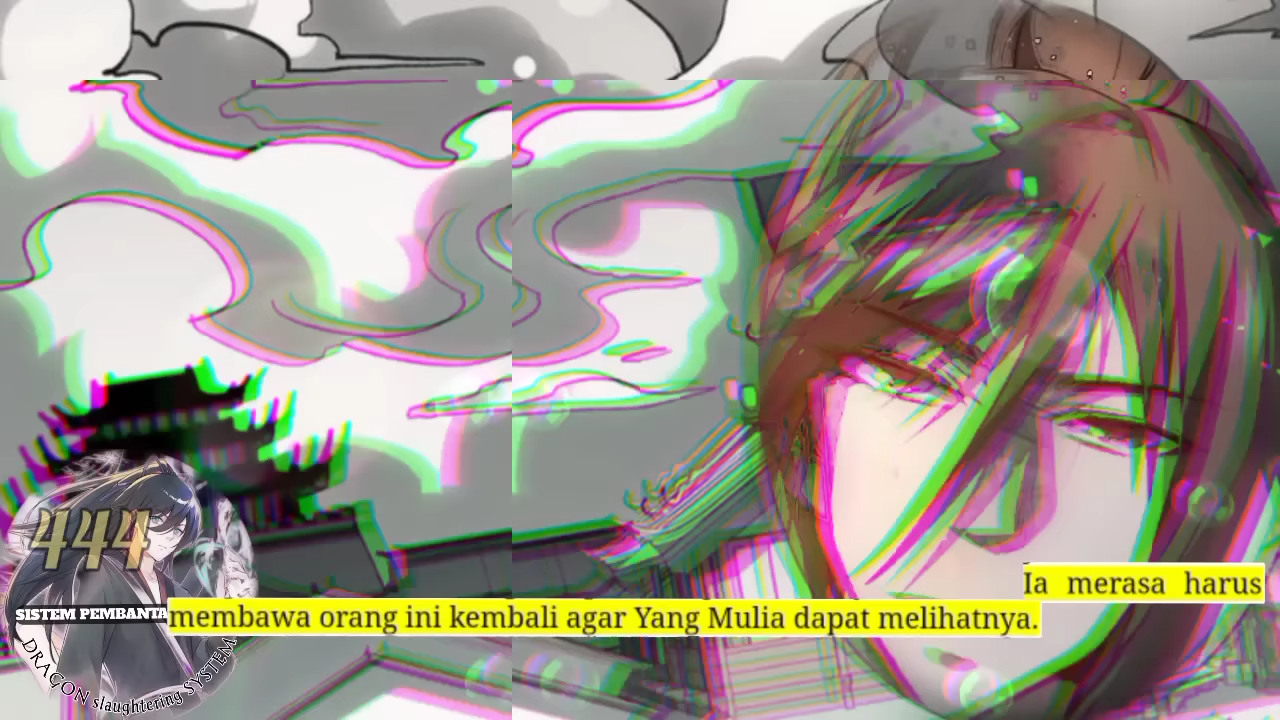 444
SISTEM PEMBANTA
DRAGON slaughtering SYSTEM
Ia merasa harus
membawa orang ini kembali agar Yang Mulia dapat melihatnya.